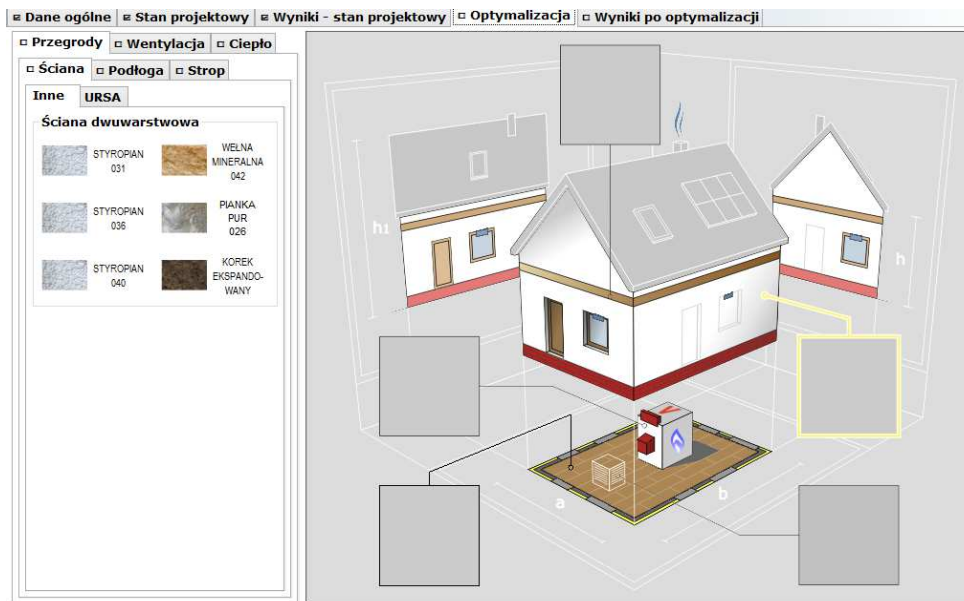 Dane ogólne Stan projektowy Wyniki - stan projektowy Optymalizacja Wyniki po optymalizacji
Przegrody Wentylacja Ciepło
Ściana Podłoga Strop
Inne URSA
Ściana dwuwarstwowa
STYROPIAN
031
WEŁNA
MINERALNA
042
STYROPIAN
036
PIANKA
PUR
026
STYROPIAN
040
KOREK
EKSPANDO-
WANY
h1
h
a
b